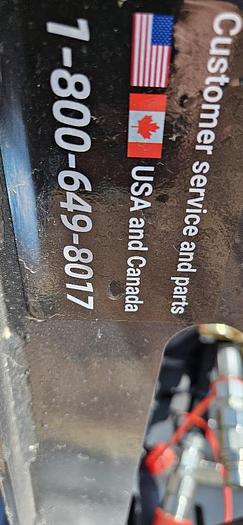 Customer service and parts
USA and Canada
1-800-649-8017